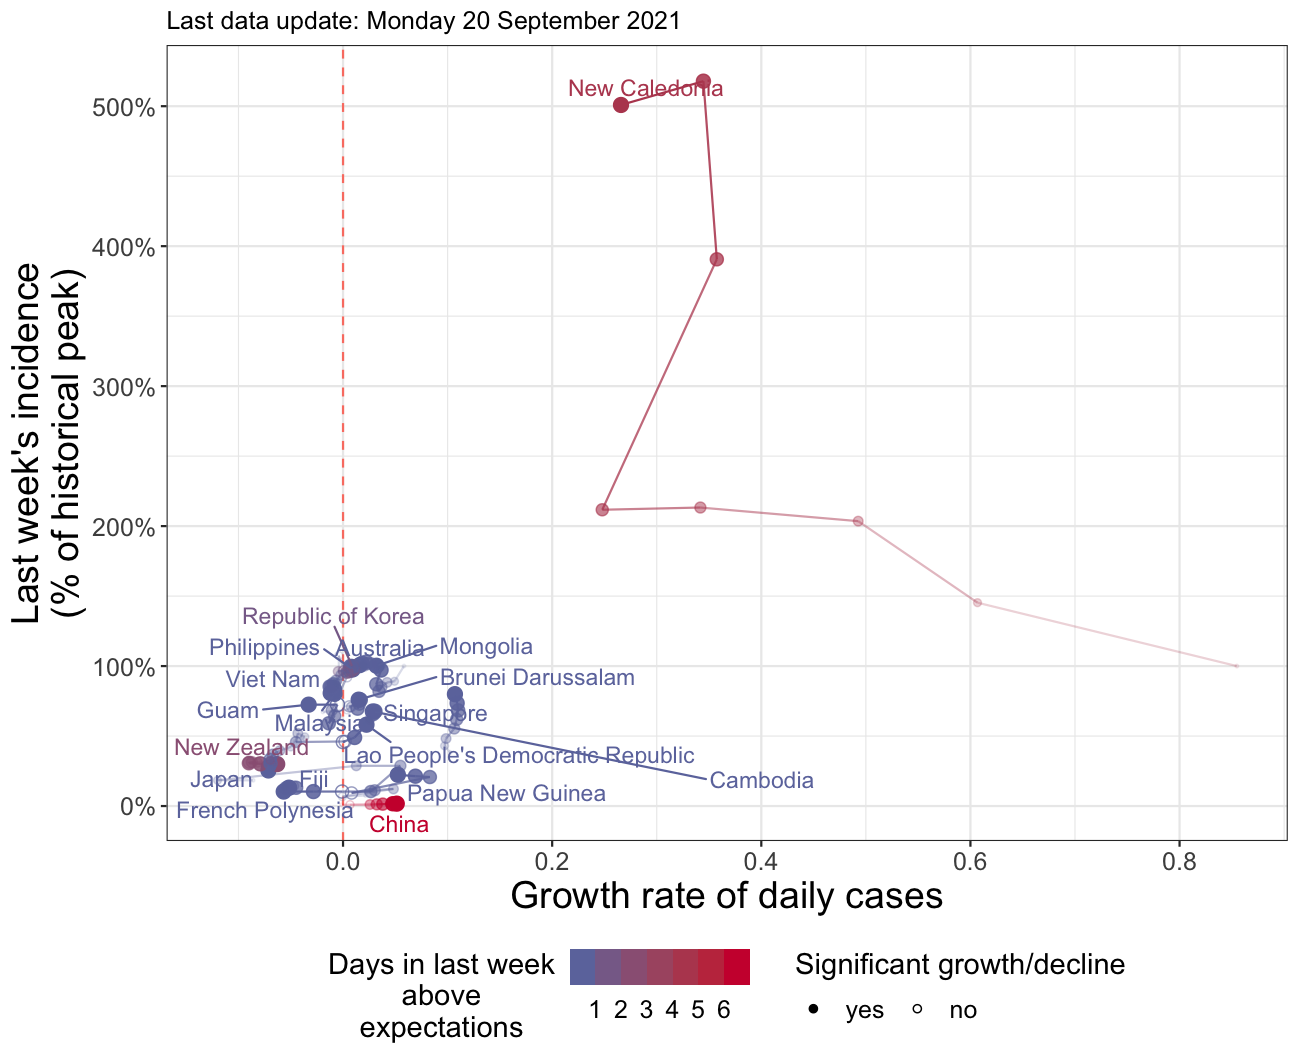 Last data update: Monday 20 September 2021
Last week's incidence
(% of historical peak)
500%
400%
300%
200%
100%
0%
New Caledonia
Republic of Korea
Philippines
Australia
Mongolia
Viet Nam
Brunei Darussalam
Guam
Malaysia
Singapore
New Zealand
Lao People's Democratic Republic
Japan
Fiji
Cambodia
French Polynesia
Papua New Guinea
China
0.0 0.2 0.4 0.6 0.8
Growth rate of daily cases
Days in last week
above
expectations
1 2 3 4 5 6
Significant growth/decline
yes no